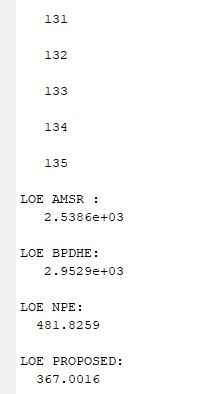 131
132
133
134
135
LOE AMSR :
2.5386e+03
LOE BPDHE:
2.9529e+03
LOE NPE:
481.8259
LOE PROPOSED:
367.0016